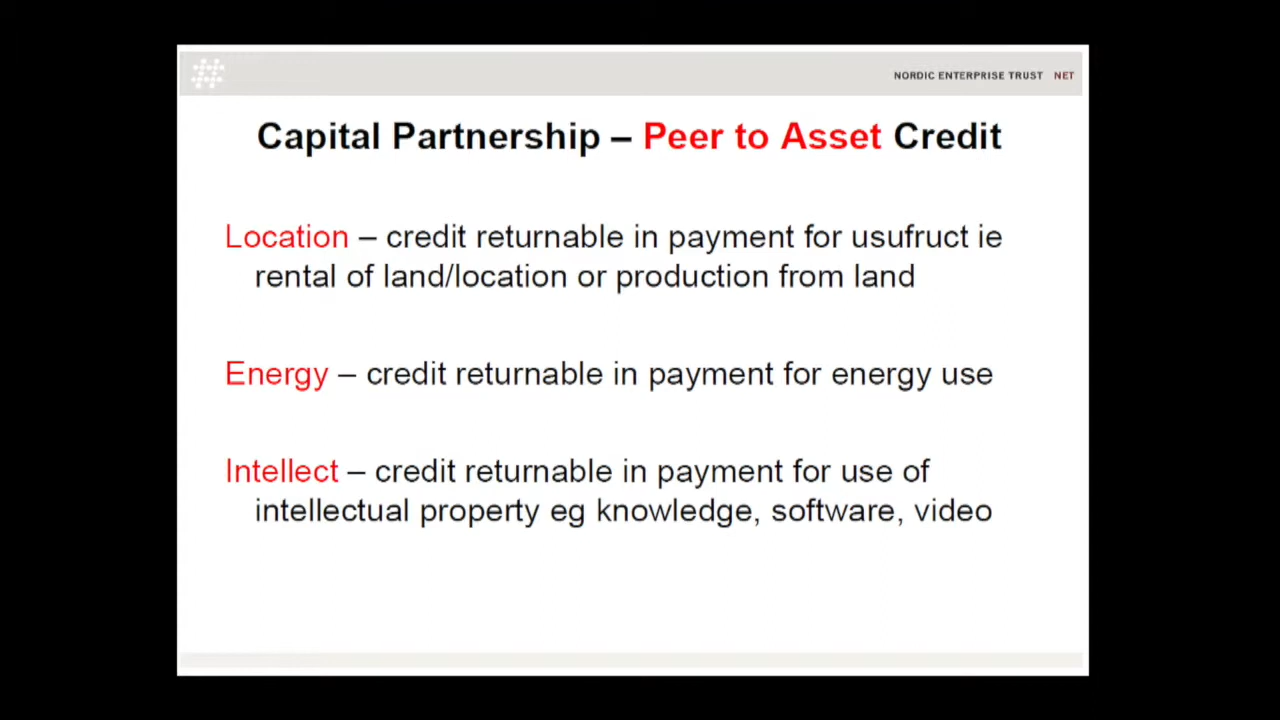 NORDIC ENTERPRISE TRUST NET
Capital Partnership – Peer to Asset Credit
Location – credit returnable in payment for usufruct ie
rental of land/location or production from land
Energy – credit returnable in payment for energy use
Intellect – credit returnable in payment for use of
intellectual property eg knowledge, software, video